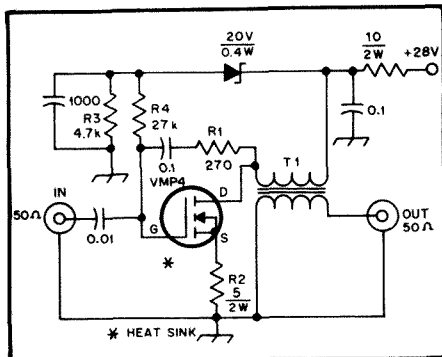 20V
0.4W
10
2W
+28V
1000
R3
4.7k
R4
27k
R1
270
0.1
0.1
VMP4
T1
IN
50Ω
0.01
D
G
S
*
R2
5
2W
OUT
50Ω
* HEAT SINK